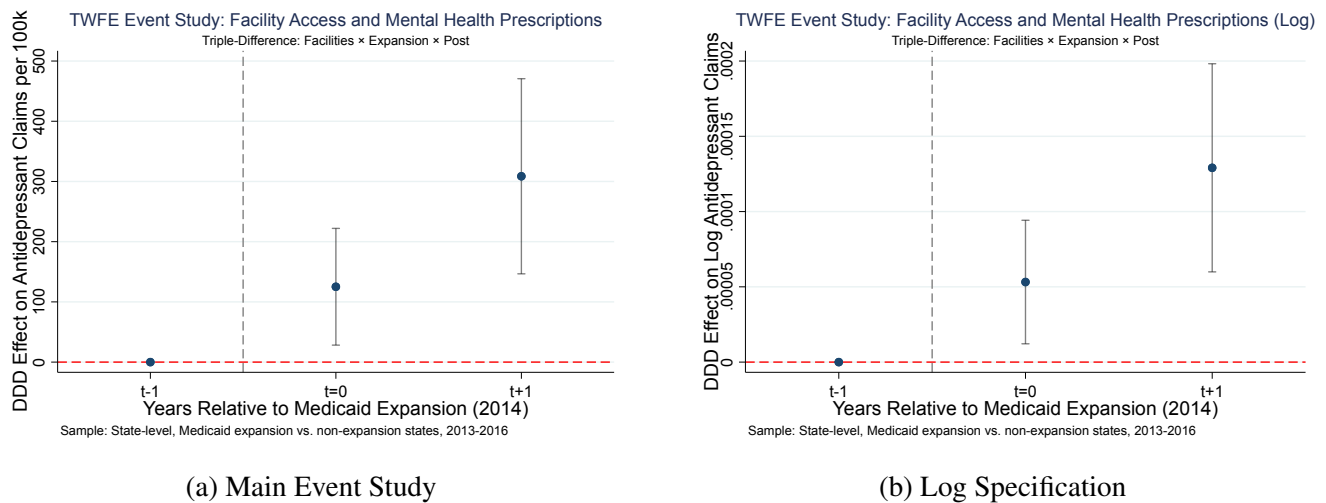 TWFE Event Study: Facility Access and Mental Health Prescriptions
Triple-Difference: Facilities × Expansion × Post
DDD Effect on Antidepressant Claims per 100k
500
400
300
200
100
0
t-1
t=0
t+1
Years Relative to Medicaid Expansion (2014)
Sample: State-level, Medicaid expansion vs. non-expansion states, 2013-2016
(a) Main Event Study
TWFE Event Study: Facility Access and Mental Health Prescriptions (Log)
Triple-Difference: Facilities × Expansion × Post
DDD Effect on Log Antidepressant Claims
.0002
.00015
.0001
.00005
0
t-1
t=0
t+1
Years Relative to Medicaid Expansion (2014)
Sample: State-level, Medicaid expansion vs. non-expansion states, 2013-2016
(b) Log Specification